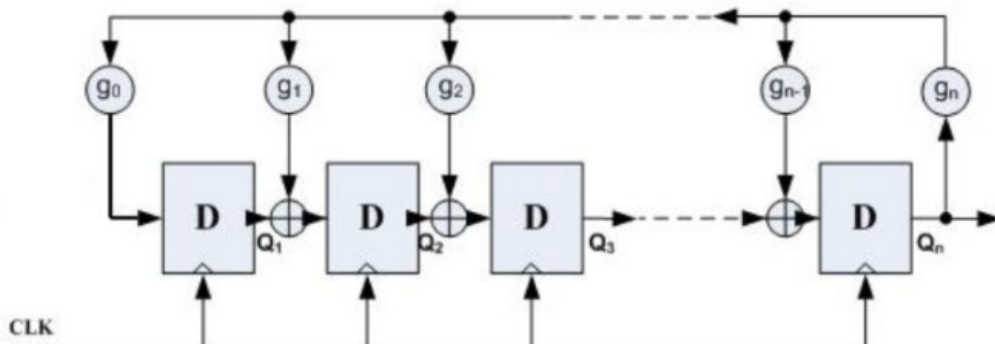 g₀ g₁ g₂ gₙ₋₁ gₙ
D D D D
Q₁ Q₂ Q₃ Qₙ
CLK